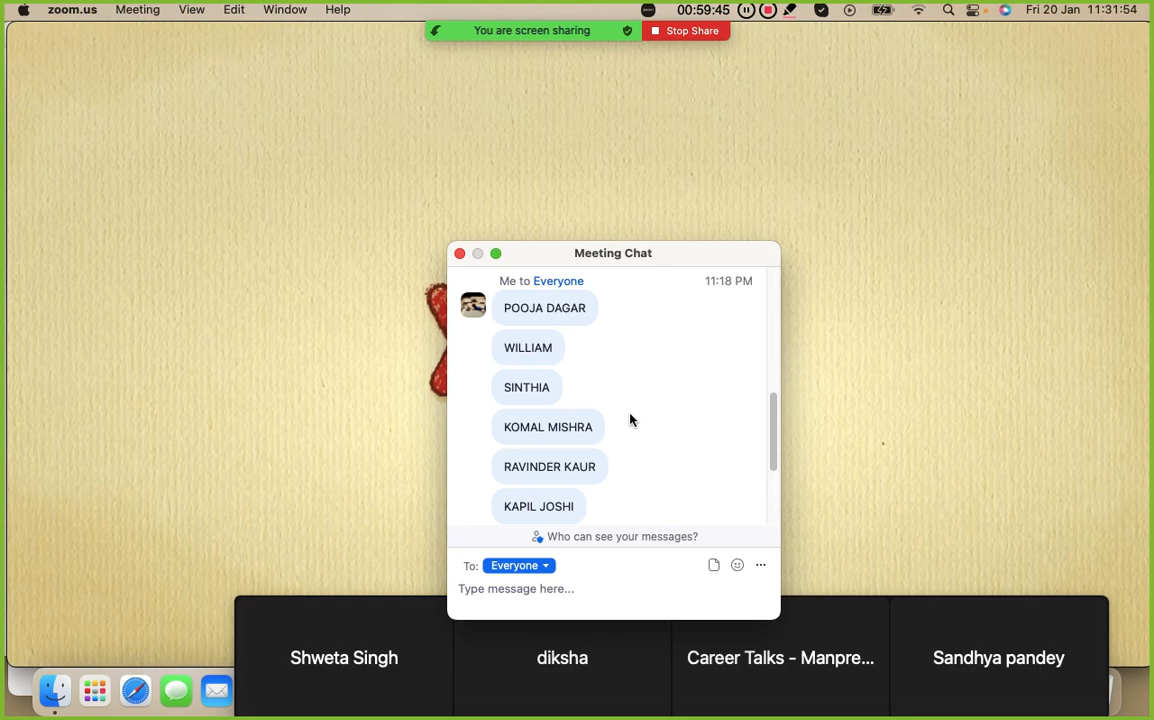 zoom.us Meeting View Edit Window Help 00:59:45 Fri 20 Jan 11:31:54
You are screen sharing Stop Share
Meeting Chat
Me to Everyone 11:18 PM
POOJA DAGAR
WILLIAM
SINTHIA
KOMAL MISHRA
RAVINDER KAUR
KAPIL JOSHI
Who can see your messages?
To: Everyone
Type message here...
Shweta Singh diksha Career Talks - Manpre... Sandhya pandey